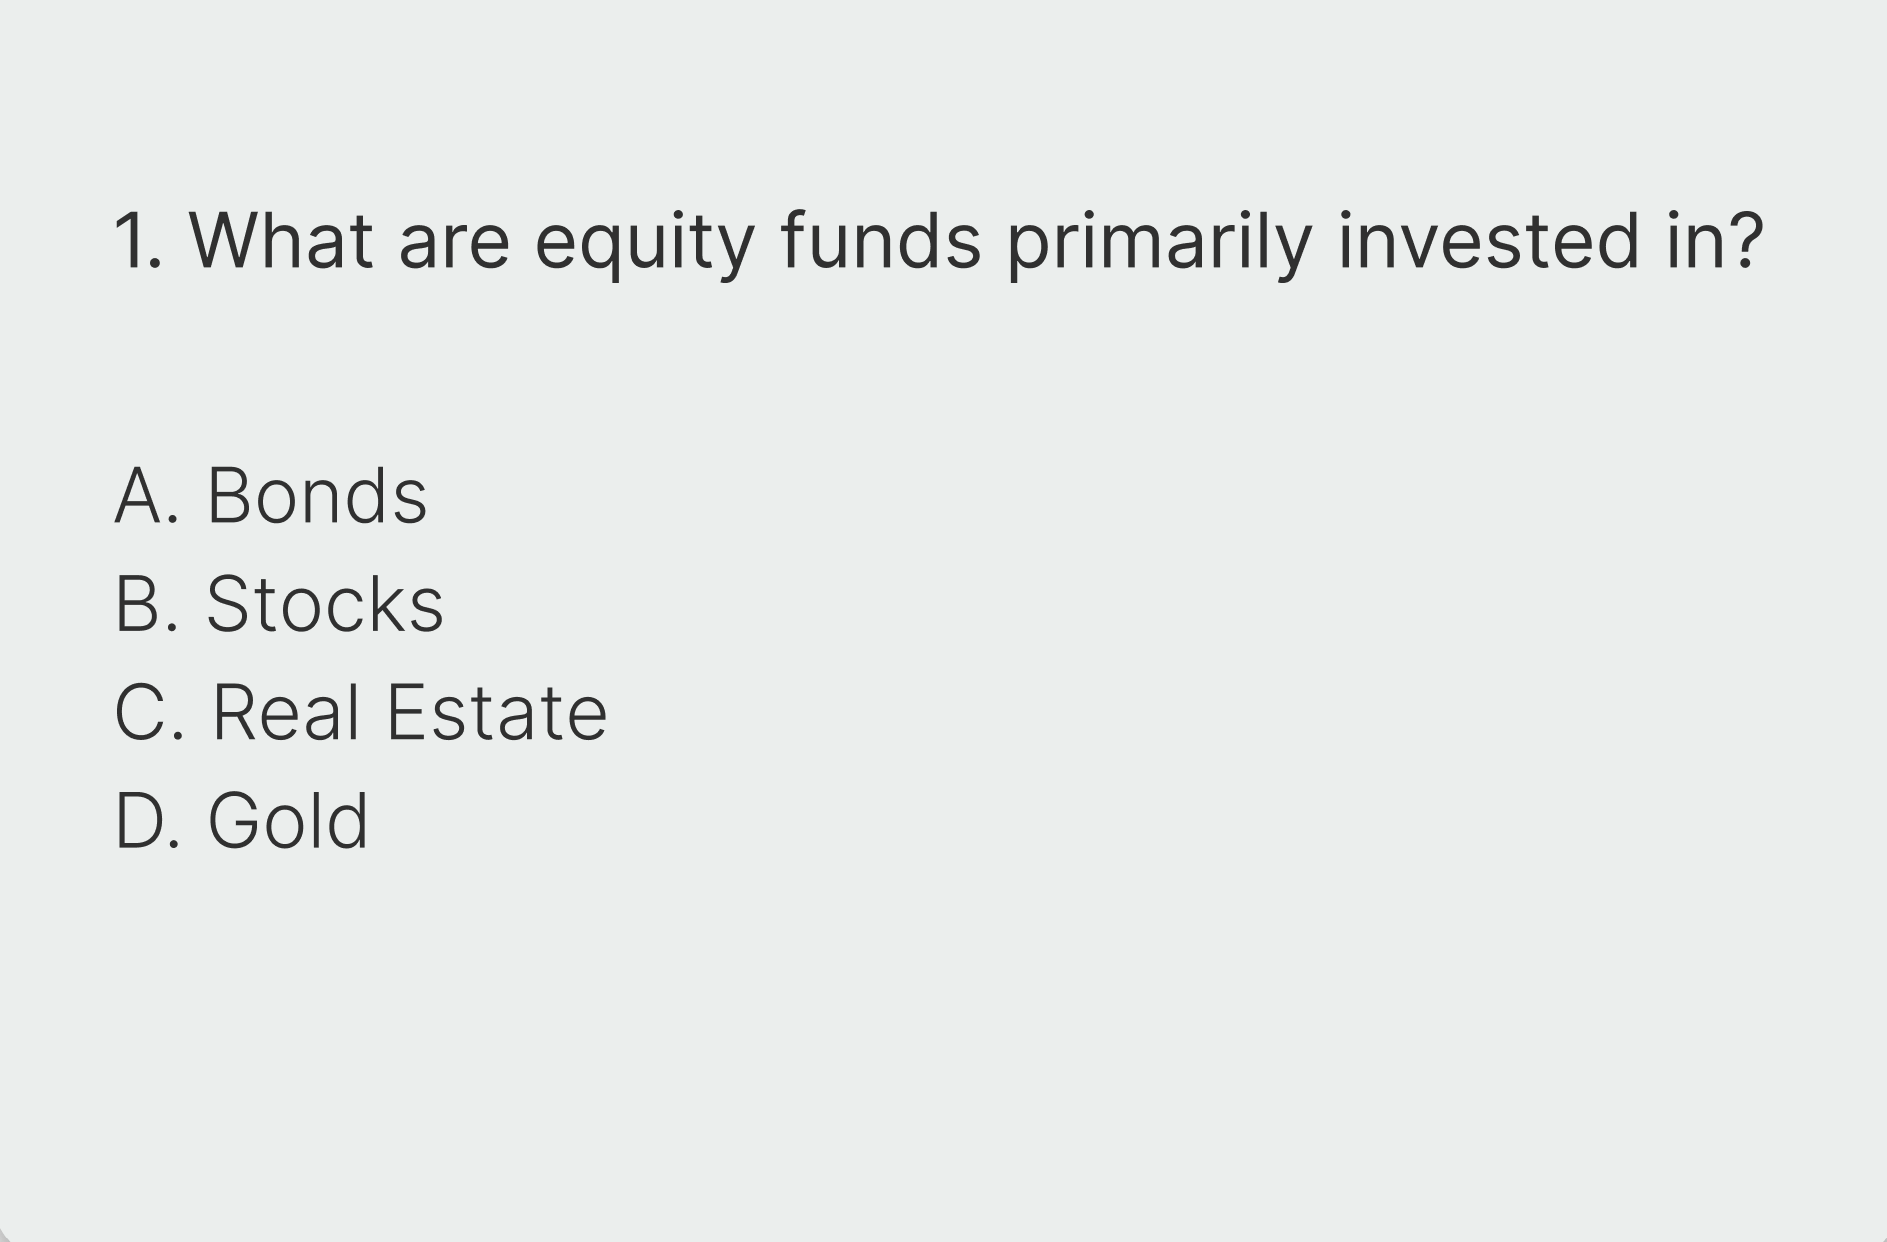 1. What are equity funds primarily invested in?
A. Bonds
B. Stocks
C. Real Estate
D. Gold